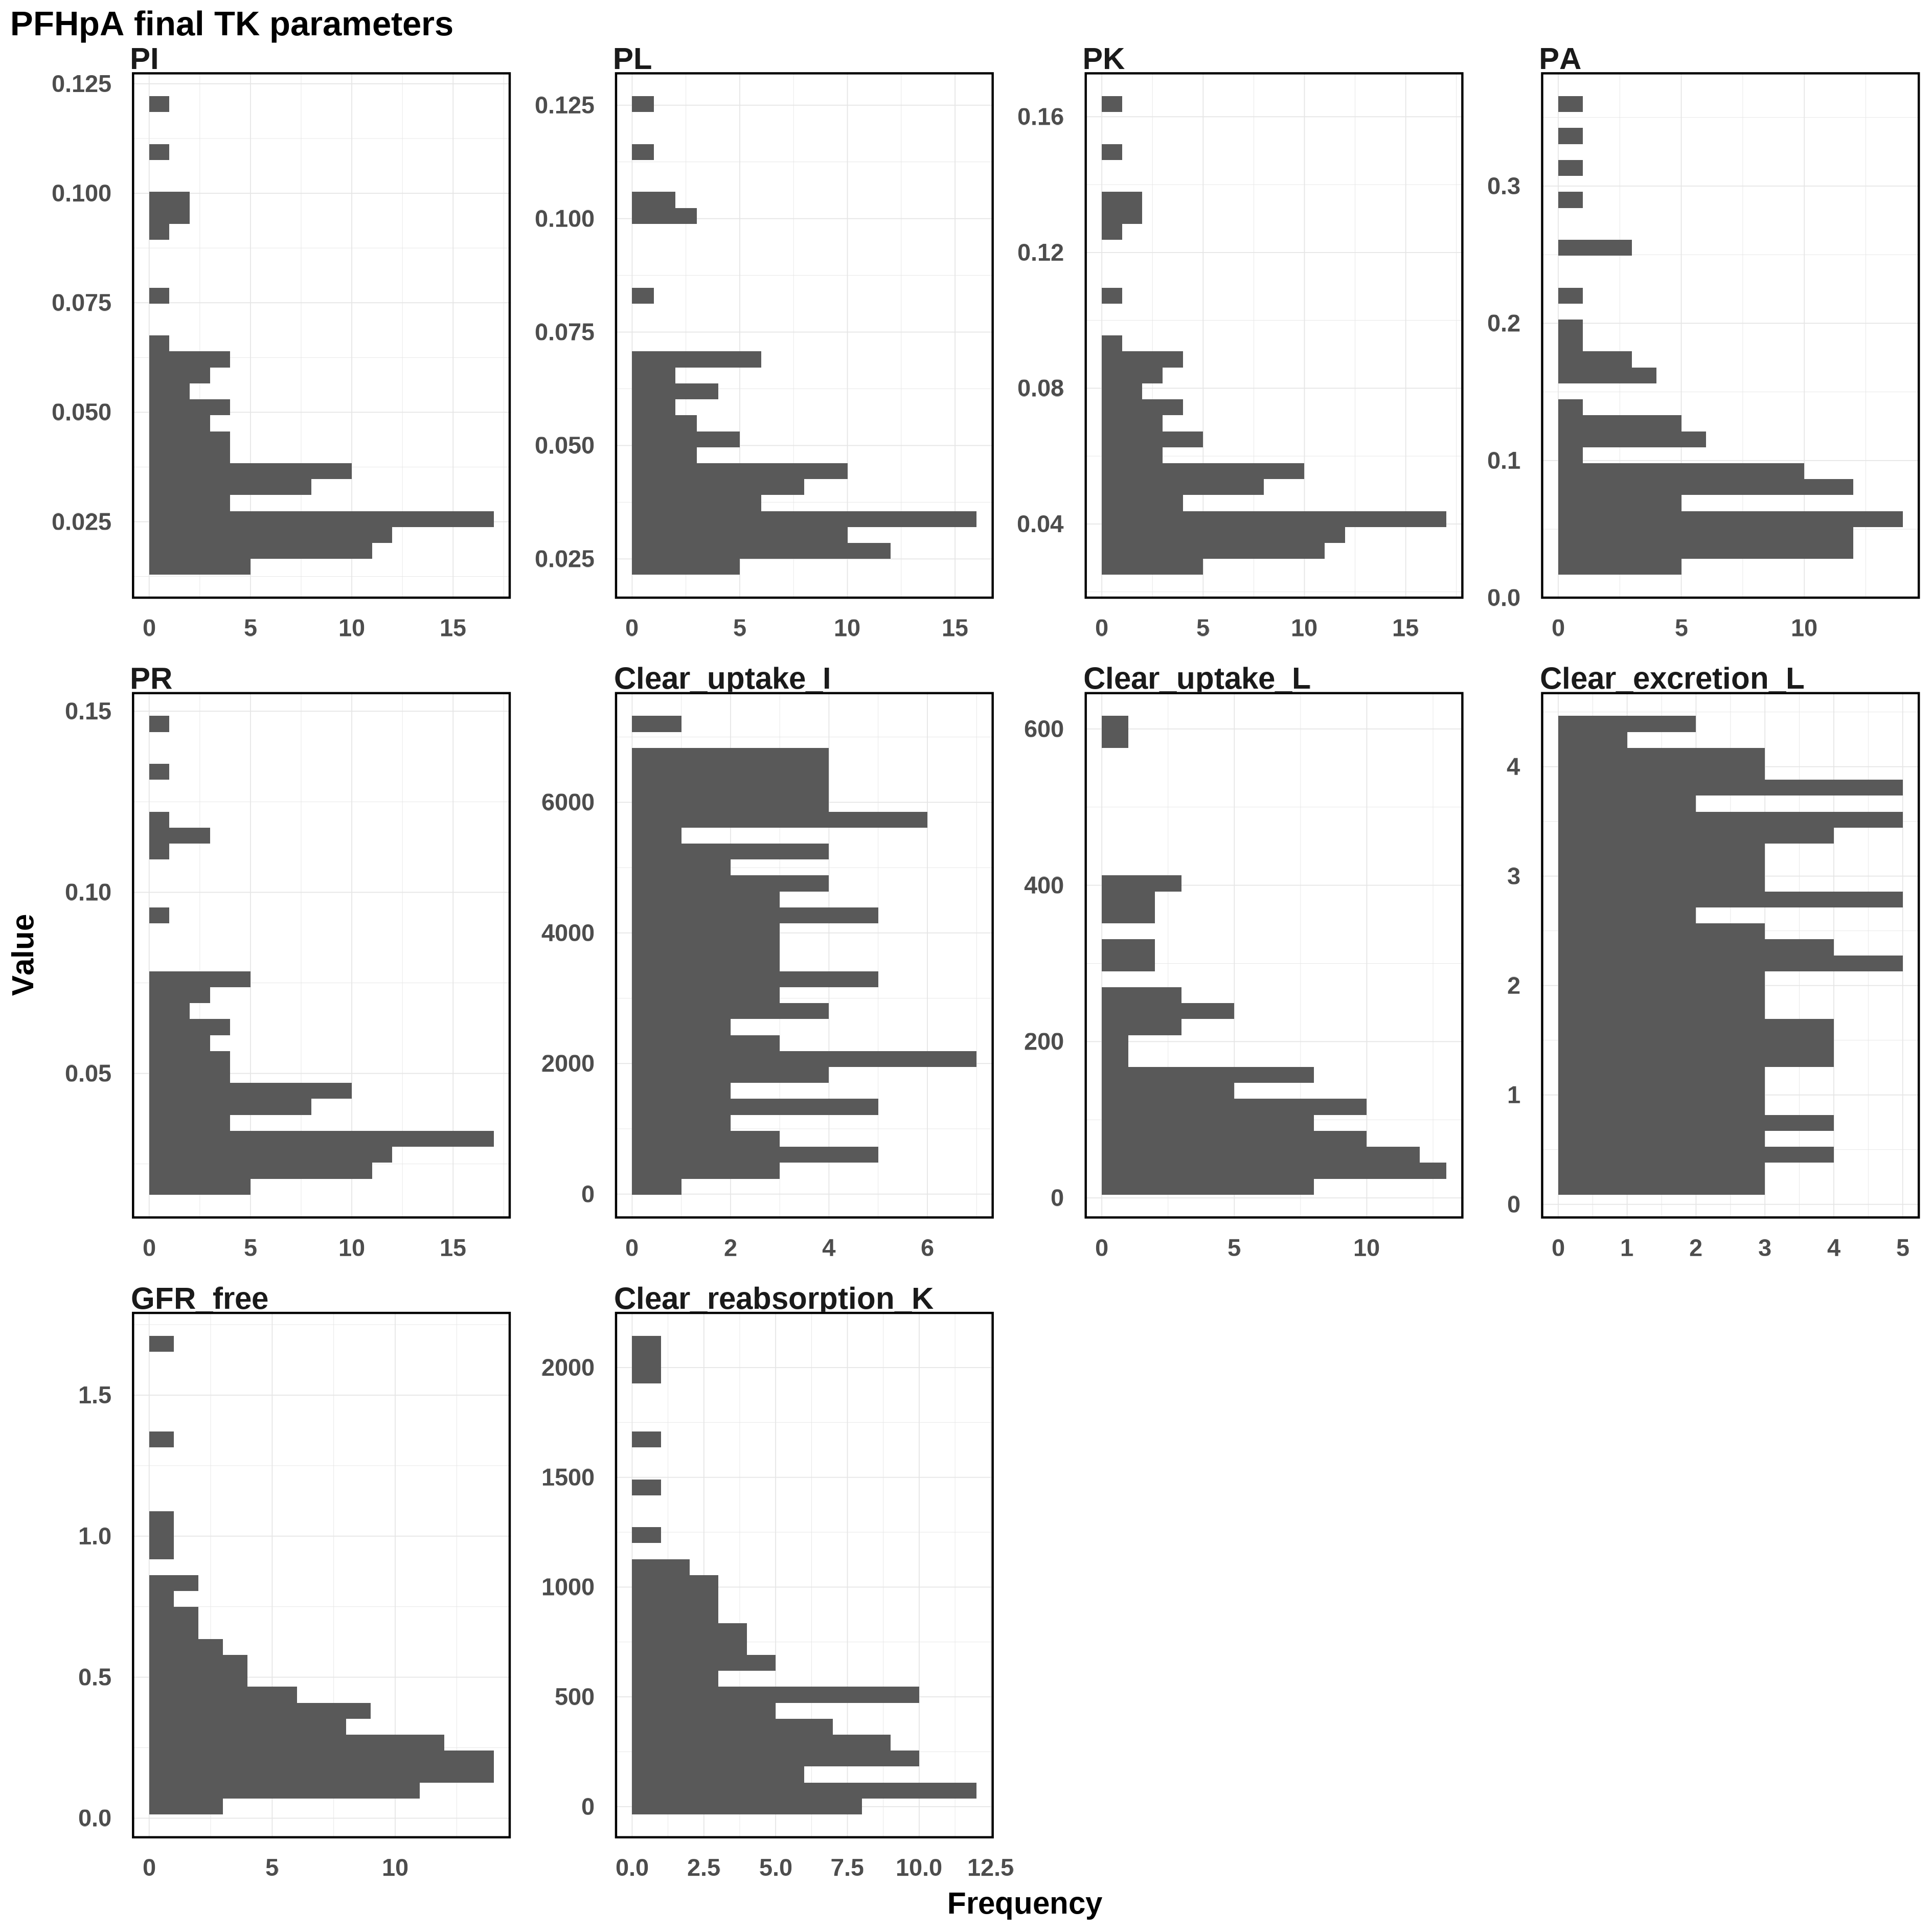 PFHpA final TK parameters
PI
PL
PK
PA
0.125
0.100
0.075
0.050
0.025
0 5 10 15
0.125
0.100
0.075
0.050
0.025
0 5 10 15
0.16
0.12
0.08
0.04
0 5 10 15
0.3
0.2
0.1
0.0
0 5 10
PR
Clear_uptake_I
Clear_uptake_L
Clear_excretion_L
Value
0.15
0.10
0.05
0 5 10 15
6000
4000
2000
0
0 2 4 6
600
400
200
0
0 5 10
4
3
2
1
0
0 1 2 3 4 5
GFR_free
Clear_reabsorption_K
1.5
1.0
0.5
0.0
0 5 10
2000
1500
1000
500
0
0.0 2.5 5.0 7.5 10.0 12.5
Frequency